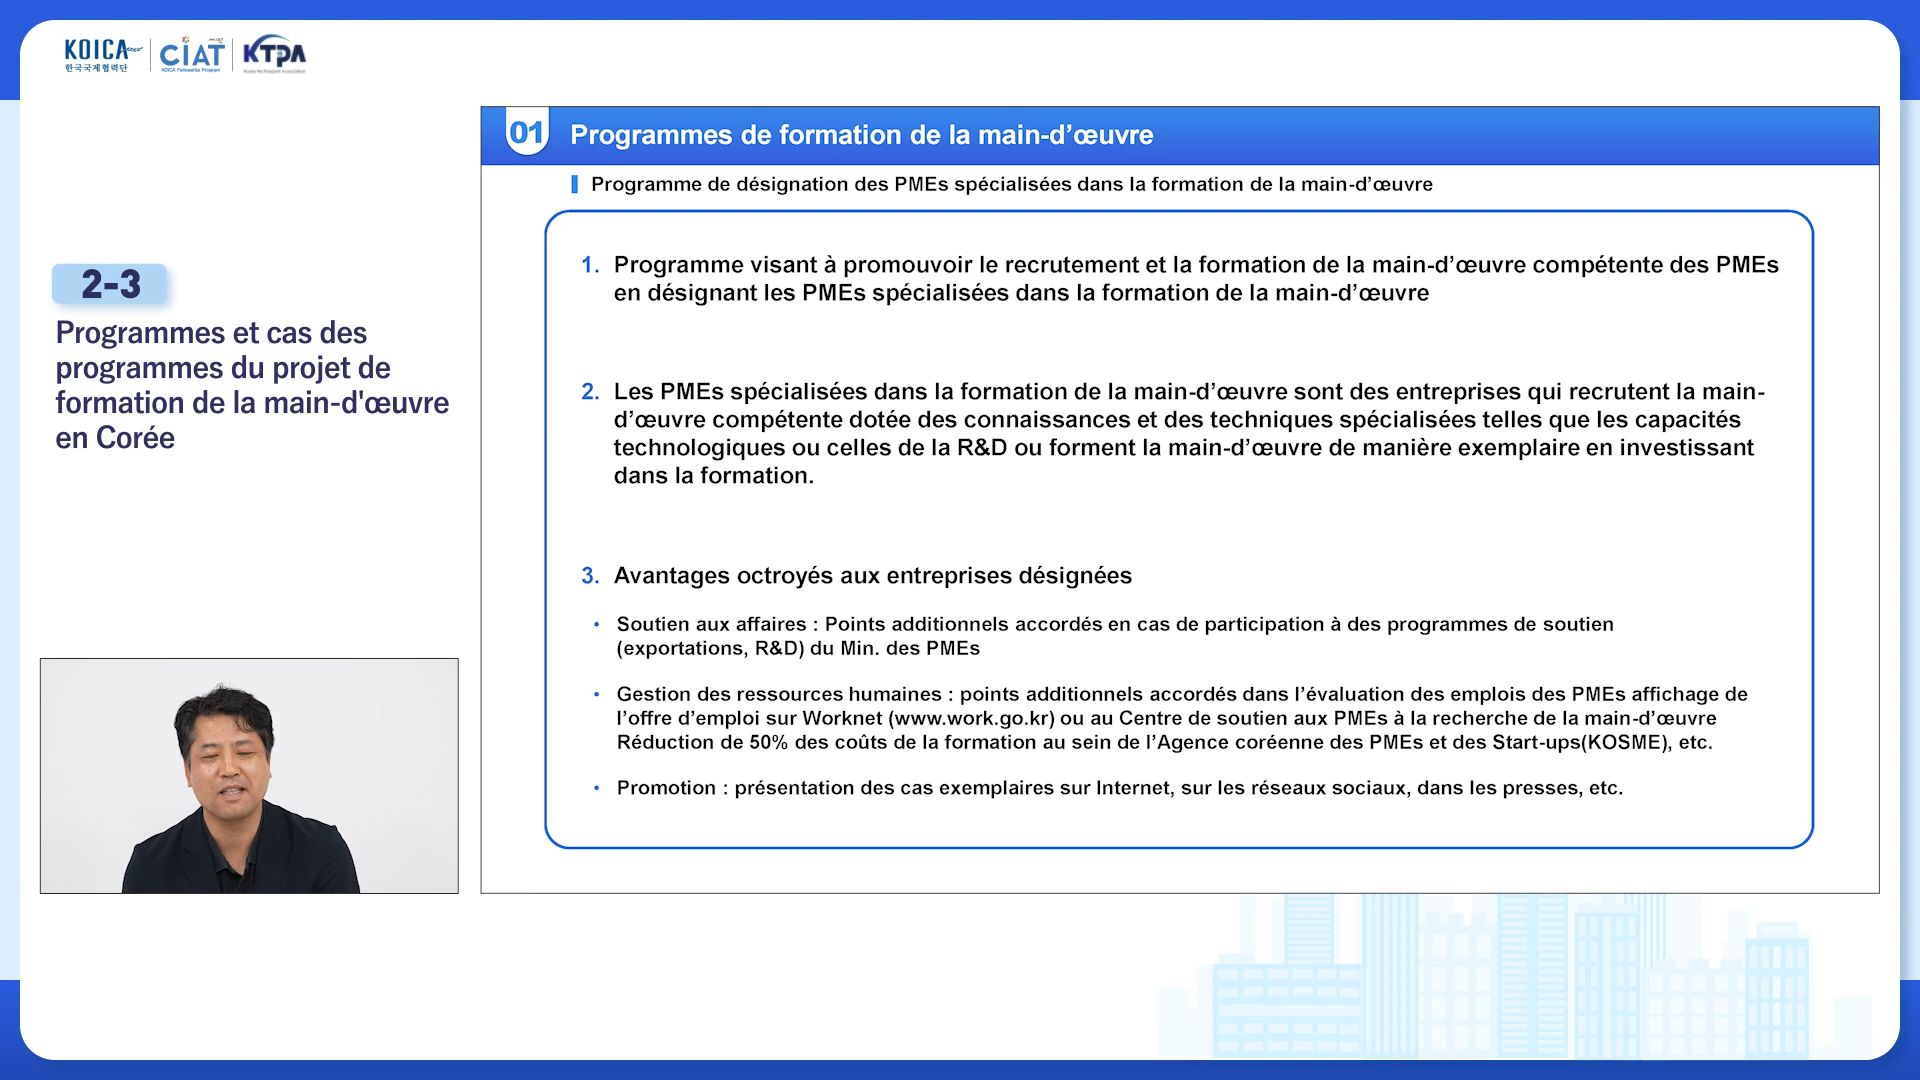 KOICA
한국국제협력단
CIAT
KOICA Fellowship Program
KTPA
2-3
Programmes et cas des
programmes du projet de
formation de la main-d'œuvre
en Corée
01 Programmes de formation de la main-d’œuvre
Programme de désignation des PMEs spécialisées dans la formation de la main-d’œuvre
1. Programme visant à promouvoir le recrutement et la formation de la main-d’œuvre compétente des PMEs
en désignant les PMEs spécialisées dans la formation de la main-d’œuvre
2. Les PMEs spécialisées dans la formation de la main-d’œuvre sont des entreprises qui recrutent la main-
d’œuvre compétente dotée des connaissances et des techniques spécialisées telles que les capacités
technologiques ou celles de la R&D ou forment la main-d’œuvre de manière exemplaire en investissant
dans la formation.
3. Avantages octroyés aux entreprises désignées
• Soutien aux affaires : Points additionnels accordés en cas de participation à des programmes de soutien
(exportations, R&D) du Min. des PMEs
• Gestion des ressources humaines : points additionnels accordés dans l’évaluation des emplois des PMEs affichage de
l’offre d’emploi sur Worknet (www.work.go.kr) ou au Centre de soutien aux PMEs à la recherche de la main-d’œuvre
Réduction de 50% des coûts de la formation au sein de l’Agence coréenne des PMEs et des Start-ups(KOSME), etc.
• Promotion : présentation des cas exemplaires sur Internet, sur les réseaux sociaux, dans les presses, etc.